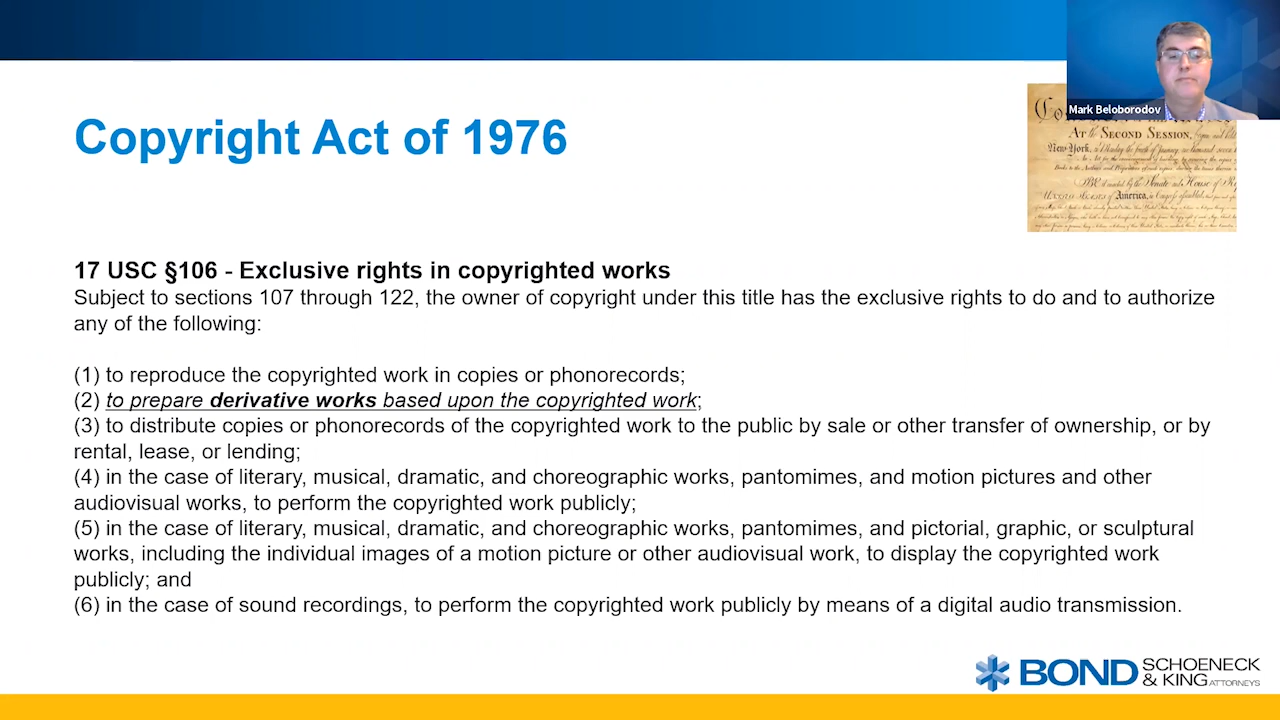 Mark Beloborodov
AT the SECOND SESSION,
New York,
America,
Copyright Act of 1976
17 USC §106 - Exclusive rights in copyrighted works
Subject to sections 107 through 122, the owner of copyright under this title has the exclusive rights to do and to authorize
any of the following:
(1) to reproduce the copyrighted work in copies or phonorecords;
(2) to prepare derivative works based upon the copyrighted work;
(3) to distribute copies or phonorecords of the copyrighted work to the public by sale or other transfer of ownership, or by
rental, lease, or lending;
(4) in the case of literary, musical, dramatic, and choreographic works, pantomimes, and motion pictures and other
audiovisual works, to perform the copyrighted work publicly;
(5) in the case of literary, musical, dramatic, and choreographic works, pantomimes, and pictorial, graphic, or sculptural
works, including the individual images of a motion picture or other audiovisual work, to display the copyrighted work
publicly; and
(6) in the case of sound recordings, to perform the copyrighted work publicly by means of a digital audio transmission.
BOND SCHOENECK
& KING ATTORNEYS